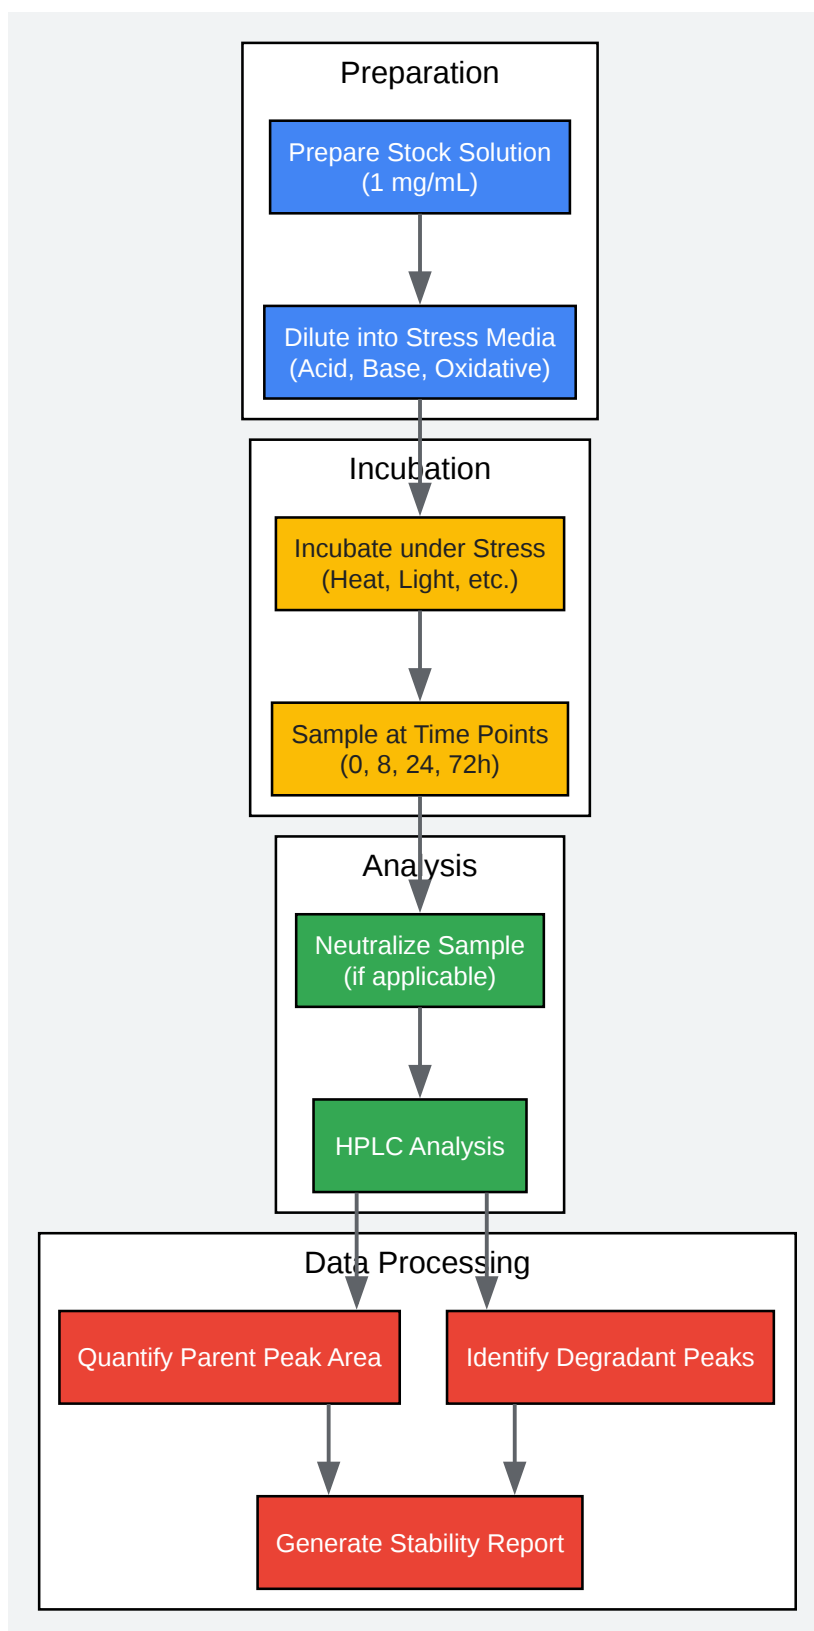 Preparation
Prepare Stock Solution
(1 mg/mL)
Dilute into Stress Media
(Acid, Base, Oxidative)
Incubation
Incubate under Stress
(Heat, Light, etc.)
Sample at Time Points
(0, 8, 24, 72h)
Analysis
Neutralize Sample
(if applicable)
HPLC Analysis
Data Processing
Quantify Parent Peak Area
Identify Degradant Peaks
Generate Stability Report